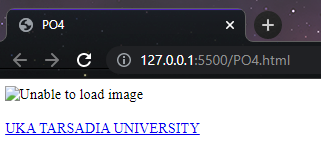 PO4
127.0.0.1:5500/PO4.html
Unable to load image
UKA TARSADIA UNIVERSITY